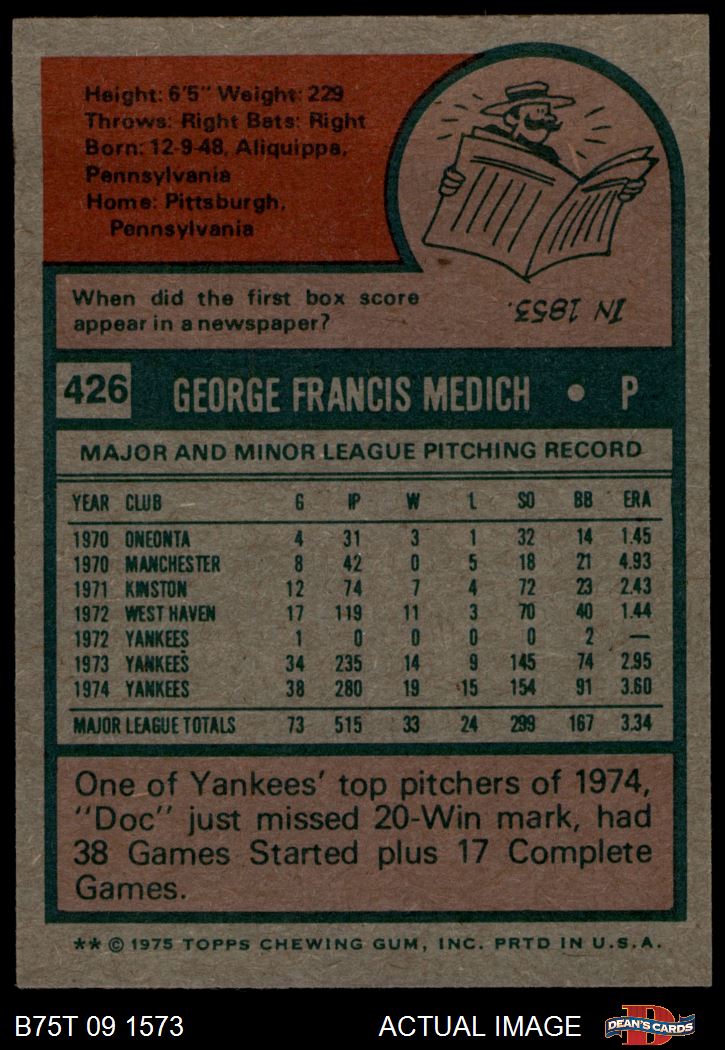 Height: 6'5" Weight: 229
Throws: Right Bats: Right
Born: 12-9-48, Aliquippa,
Pennsylvania
Home: Pittsburgh,
Pennsylvania
When did the first box score
appear in a newspaper?
IN 1853.
426 GEORGE FRANCIS MEDICH • P
MAJOR AND MINOR LEAGUE PITCHING RECORD
YEAR CLUB G IP W L SO BB ERA
1970 ONEONTA 4 31 3 1 32 14 1.45
1970 MANCHESTER 8 42 0 5 18 21 4.93
1971 KINSTON 12 74 7 4 72 23 2.43
1972 WEST HAVEN 17 119 11 3 70 40 1.44
1972 YANKEES 1 0 0 0 0 2 —
1973 YANKEES 34 235 14 9 145 74 2.95
1974 YANKEES 38 280 19 15 154 91 3.60
MAJOR LEAGUE TOTALS 73 515 33 24 299 167 3.34
One of Yankees' top pitchers of 1974,
"Doc" just missed 20-Win mark, had
38 Games Started plus 17 Complete
Games.
** © 1975 TOPPS CHEWING GUM, INC. PRTD IN U.S.A.
B75T 09 1573 ACTUAL IMAGE D DEAN'S CARDS